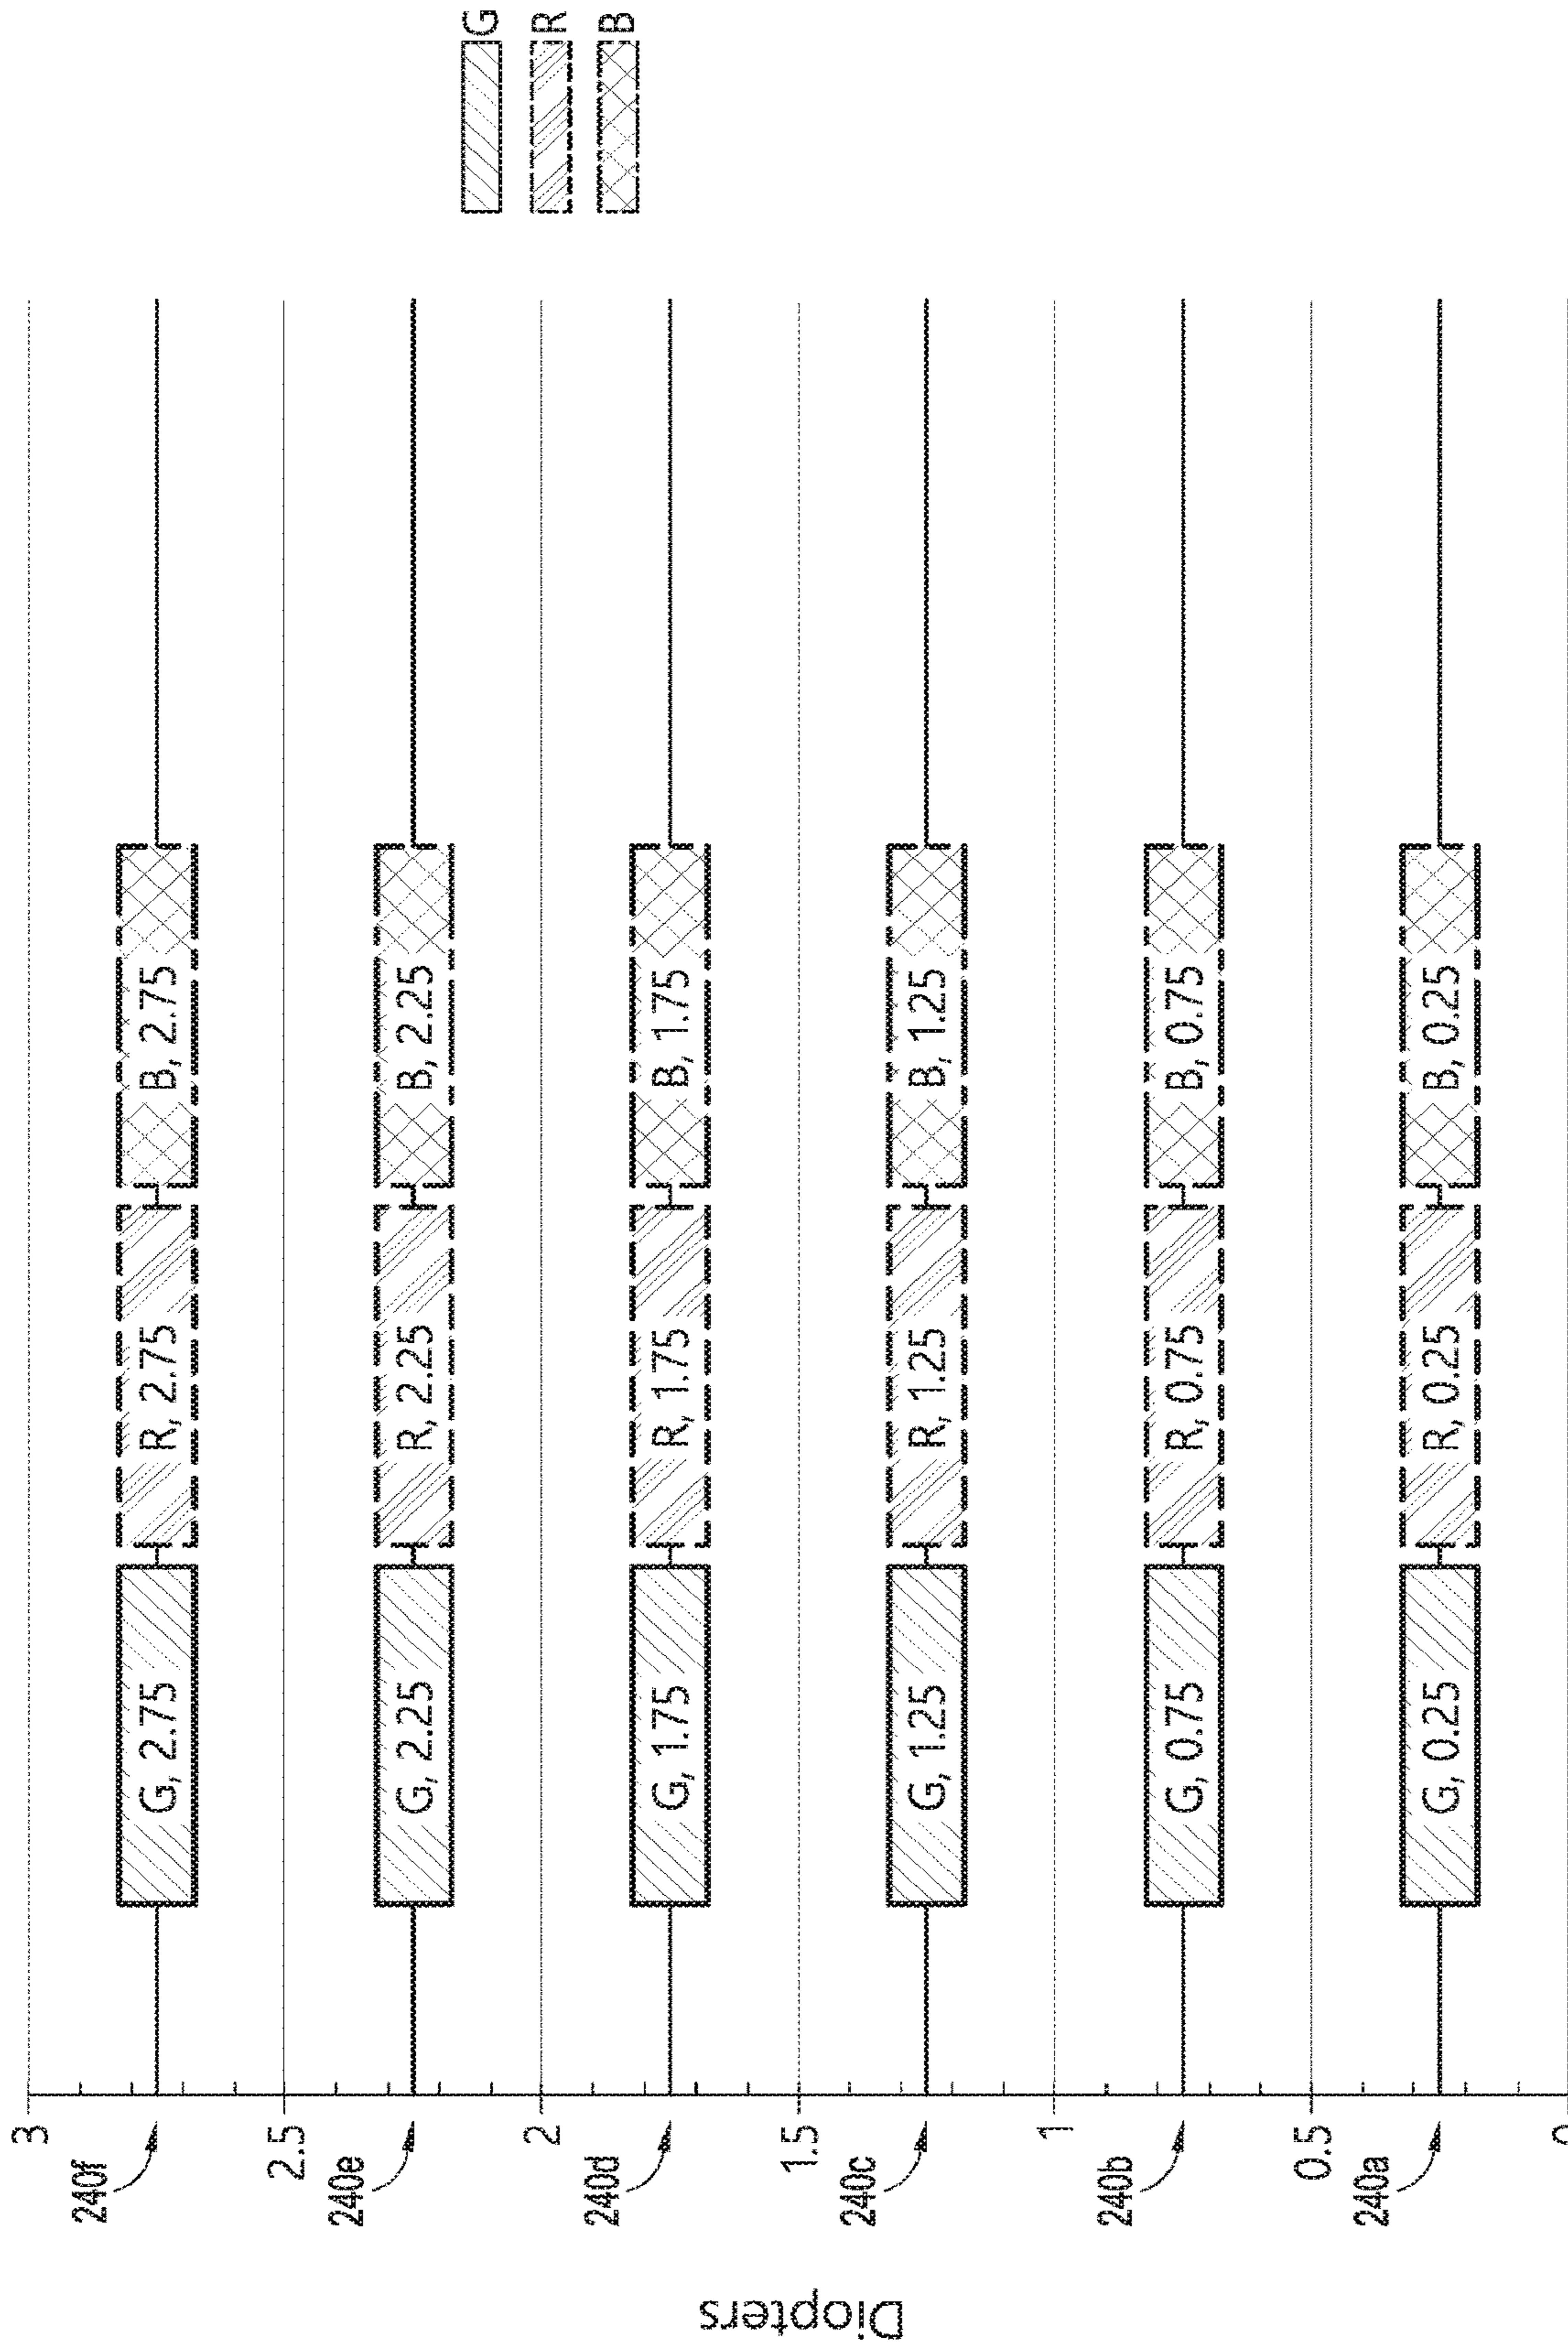 Diopters
3
240f
G, 2.75
R, 2.75
B, 2.75
2.5
240e
G, 2.25
R, 2.25
B, 2.25
2
240d
G, 1.75
R, 1.75
B, 1.75
1.5
240c
G, 1.25
R, 1.25
B, 1.25
1
240b
G, 0.75
R, 0.75
B, 0.75
0.5
240a
G, 0.25
R, 0.25
B, 0.25
0
G
R
B